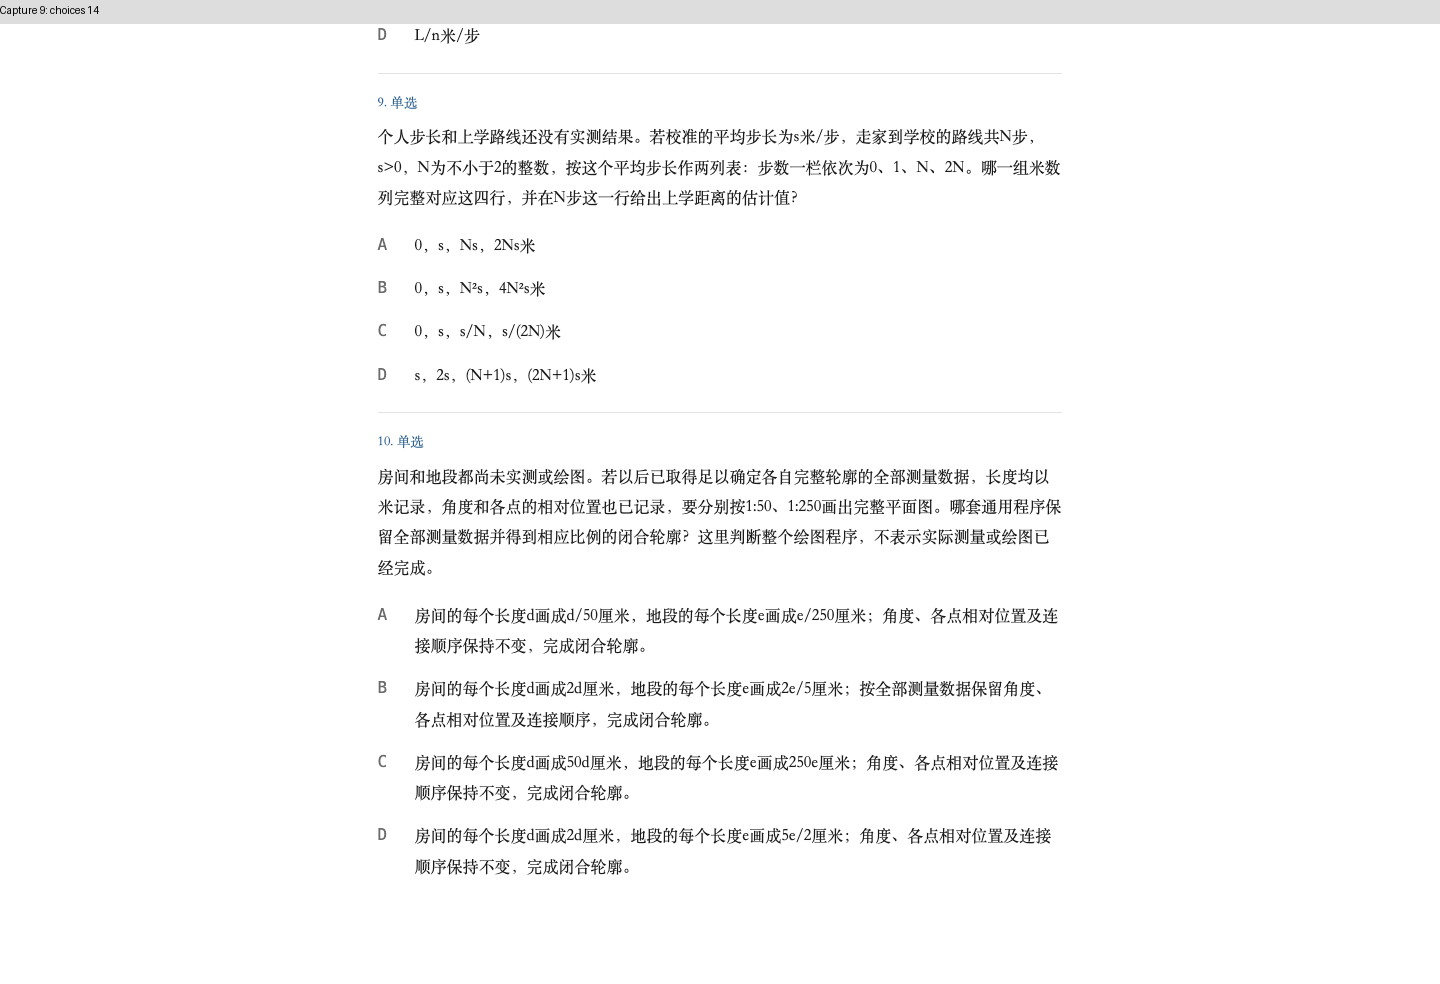 Capture 9: choices 14
D L/n米/步
9. 单选
个人步长和上学路线还没有实测结果。若校准的平均步长为s米/步，走家到学校的路线共N步，
s>0，N为不小于2的整数，按这个平均步长作两列表：步数一栏依次为0、1、N、2N。哪一组米数
列完整对应这四行，并在N步这一行给出上学距离的估计值？
A 0，s，Ns，2Ns米
B 0，s，N²s，4N²s米
C 0，s，s/N，s/(2N)米
D s，2s，(N+1)s，(2N+1)s米
10. 单选
房间和地段都尚未实测或绘图。若以后已取得足以确定各自完整轮廓的全部测量数据，长度均以
米记录，角度和各点的相对位置也已记录，要分别按1:50、1:250画出完整平面图。哪套通用程序保
留全部测量数据并得到相应比例的闭合轮廓？这里判断整个绘图程序，不表示实际测量或绘图已
经完成。
A 房间的每个长度d画成d/50厘米，地段的每个长度e画成e/250厘米；角度、各点相对位置及连
接顺序保持不变，完成闭合轮廓。
B 房间的每个长度d画成2d厘米，地段的每个长度e画成2e/5厘米；按全部测量数据保留角度、
各点相对位置及连接顺序，完成闭合轮廓。
C 房间的每个长度d画成50d厘米，地段的每个长度e画成250e厘米；角度、各点相对位置及连接
顺序保持不变，完成闭合轮廓。
D 房间的每个长度d画成2d厘米，地段的每个长度e画成5e/2厘米；角度、各点相对位置及连接
顺序保持不变，完成闭合轮廓。